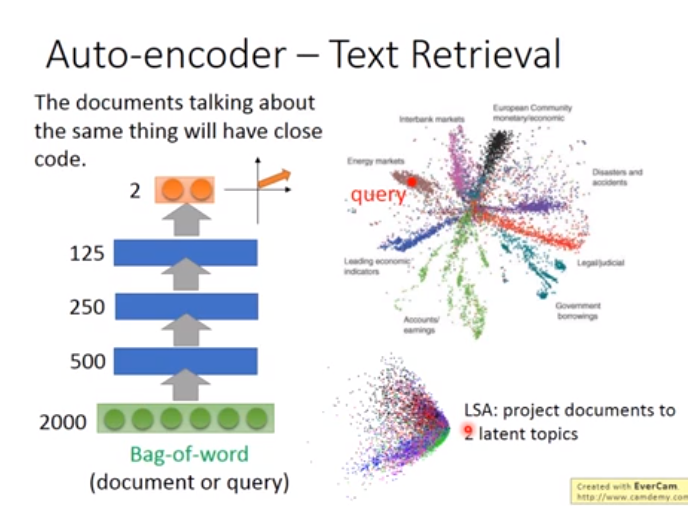 Auto-encoder – Text Retrieval
The documents talking about
the same thing will have close
code.
2
125
250
500
2000
Bag-of-word
(document or query)
Interbank markets
European Community
monetary/economic
Energy markets
query
Disasters and
accidents
Leading economic
indicators
Legal/judicial
Government
borrowings
Accounts/
earnings
LSA: project documents to
2 latent topics
Created with EverCam.
http://www.camdemy.com